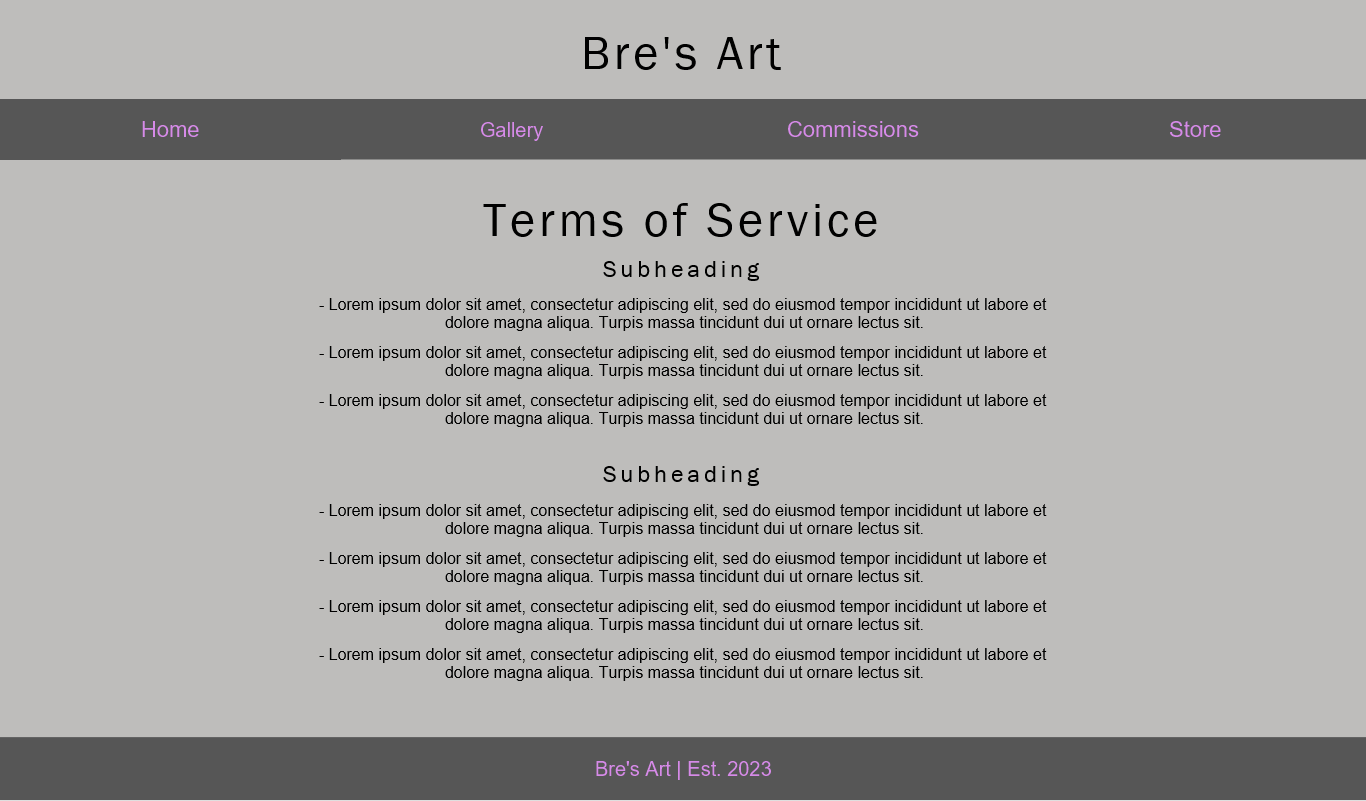 Bre's Art
Home Gallery Commissions Store
Terms of Service
Subheading
- Lorem ipsum dolor sit amet, consectetur adipiscing elit, sed do eiusmod tempor incididunt ut labore et
dolore magna aliqua. Turpis massa tincidunt dui ut ornare lectus sit.
- Lorem ipsum dolor sit amet, consectetur adipiscing elit, sed do eiusmod tempor incididunt ut labore et
dolore magna aliqua. Turpis massa tincidunt dui ut ornare lectus sit.
- Lorem ipsum dolor sit amet, consectetur adipiscing elit, sed do eiusmod tempor incididunt ut labore et
dolore magna aliqua. Turpis massa tincidunt dui ut ornare lectus sit.
Subheading
- Lorem ipsum dolor sit amet, consectetur adipiscing elit, sed do eiusmod tempor incididunt ut labore et
dolore magna aliqua. Turpis massa tincidunt dui ut ornare lectus sit.
- Lorem ipsum dolor sit amet, consectetur adipiscing elit, sed do eiusmod tempor incididunt ut labore et
dolore magna aliqua. Turpis massa tincidunt dui ut ornare lectus sit.
- Lorem ipsum dolor sit amet, consectetur adipiscing elit, sed do eiusmod tempor incididunt ut labore et
dolore magna aliqua. Turpis massa tincidunt dui ut ornare lectus sit.
- Lorem ipsum dolor sit amet, consectetur adipiscing elit, sed do eiusmod tempor incididunt ut labore et
dolore magna aliqua. Turpis massa tincidunt dui ut ornare lectus sit.
Bre's Art | Est. 2023